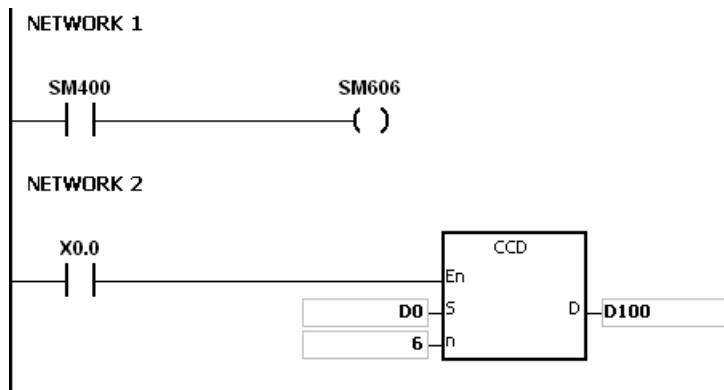 NETWORK 1
SM400 SM606
NETWORK 2
X0.0
CCD
En
D0 S D D100
6 n